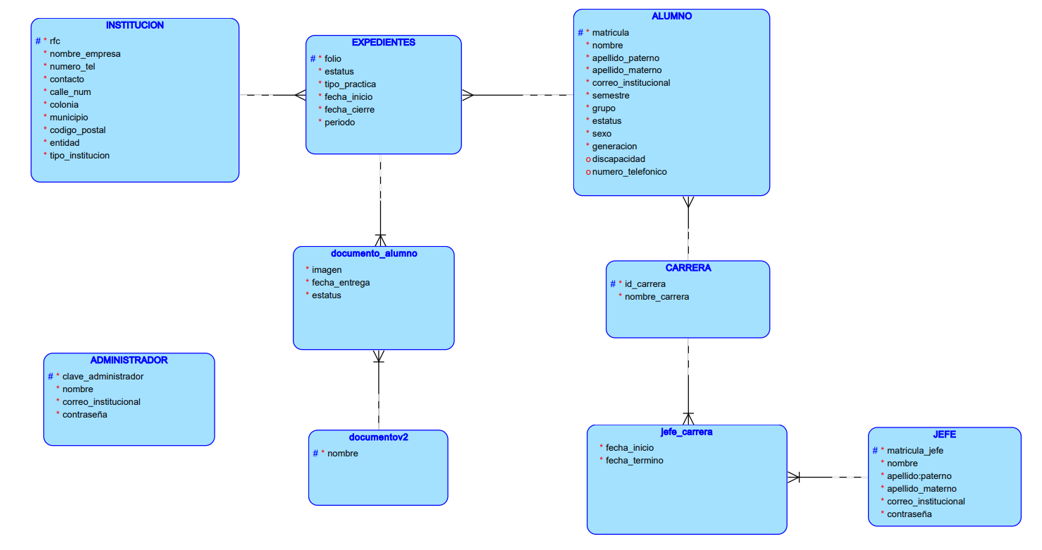 INSTITUCION
# * rfc
* nombre_empresa
* numero_tel
* contacto
* calle_num
* colonia
* municipio
* codigo_postal
* entidad
* tipo_institucion
EXPEDIENTES
# * folio
* estatus
* tipo_practica
* fecha_inicio
* fecha_cierre
* periodo
ALUMNO
# * matricula
* nombre
* apellido_paterno
* apellido_materno
* correo_institucional
* semestre
* grupo
* estatus
* sexo
* generacion
o discapacidad
o numero_telefonico
documento_alumno
* imagen
* fecha_entrega
* estatus
CARRERA
# * id_carrera
* nombre_carrera
ADMINISTRADOR
# * clave_administrador
* nombre
* correo_institucional
* contraseña
documentov2
# * nombre
jefe_carrera
* fecha_inicio
* fecha_termino
JEFE
# * matricula_jefe
* nombre
* apellido:paterno
* apellido_materno
* correo_institucional
* contraseña